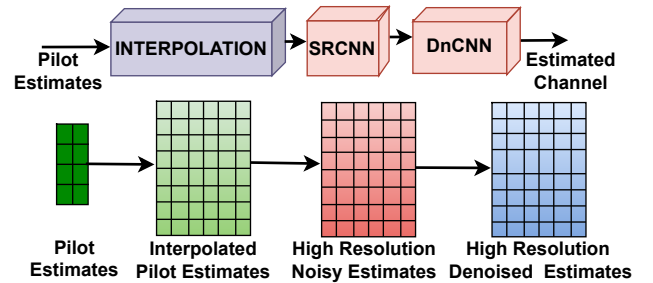 INTERPOLATION
SRCNN
DnCNN
Pilot
Estimates
Estimated
Channel
Pilot
Estimates
Interpolated
Pilot Estimates
High Resolution
Noisy Estimates
High Resolution
Denoised Estimates